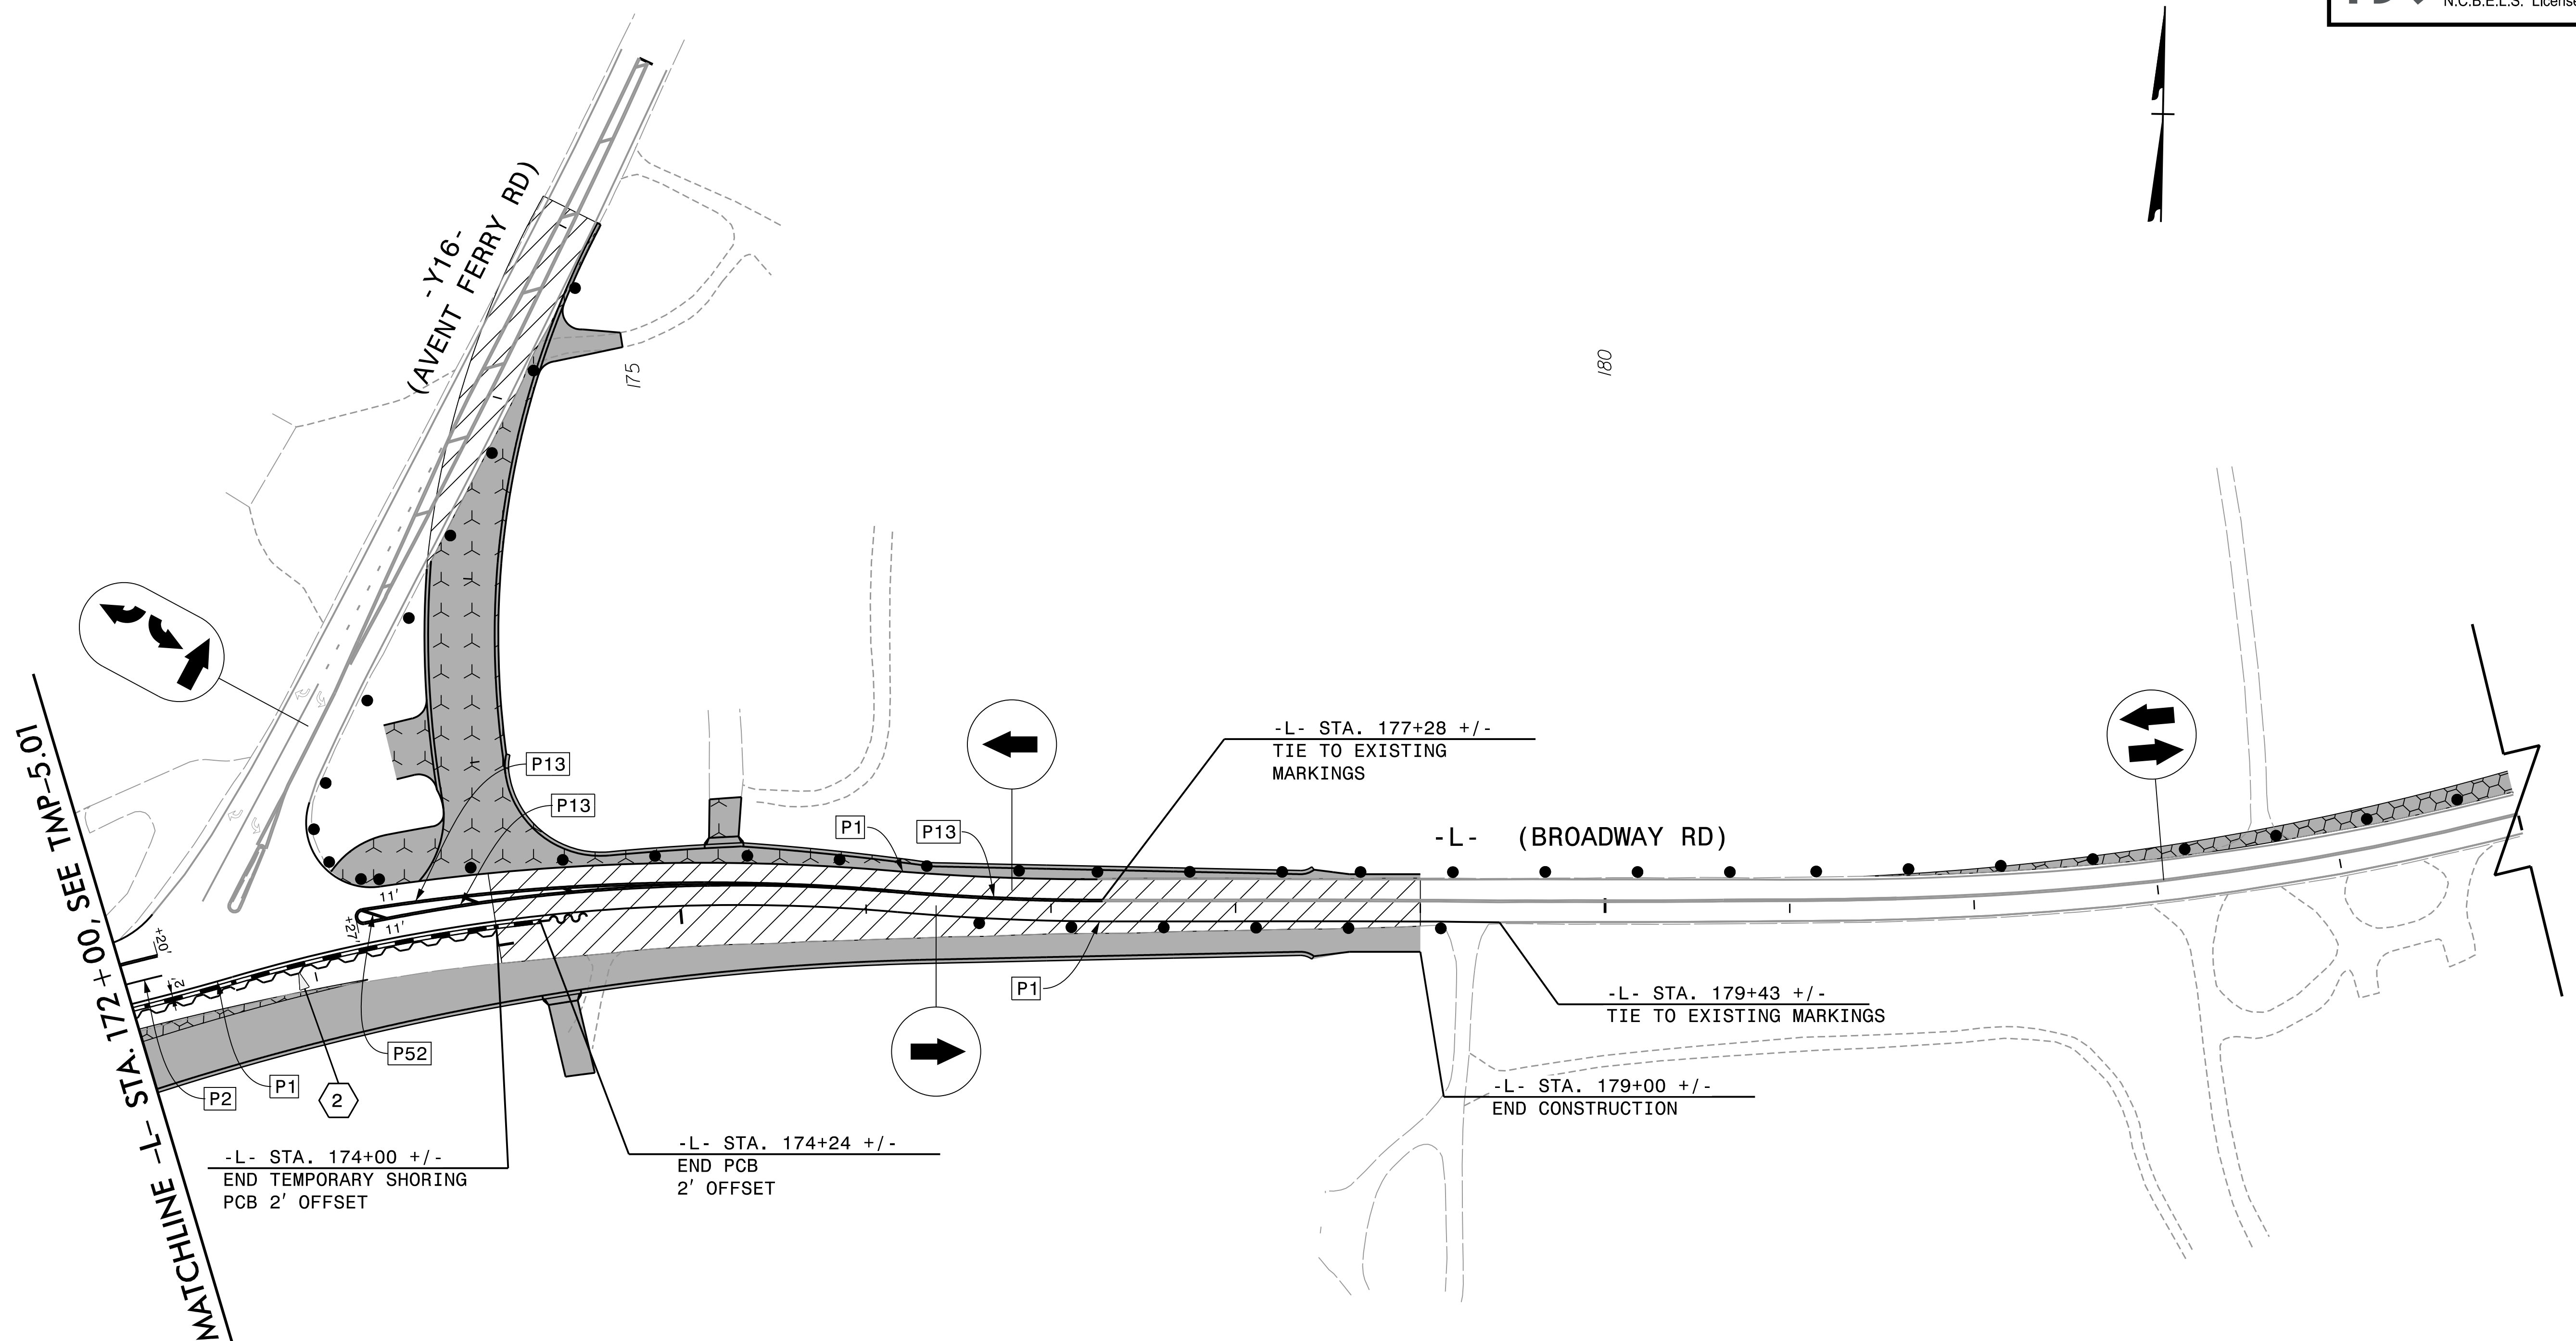 N.C.B.E.L.S. License
-Y16-
(AVENT FERRY RD)
175
180
MATCHLINE -L- STA. 172+00, SEE TMP-5.01
-L- STA. 177+28 +/-
TIE TO EXISTING
MARKINGS
P13
P13
P1
P13
-L- (BROADWAY RD)
11'
11'
+27'
+20'
2'
P1
-L- STA. 179+43 +/-
TIE TO EXISTING MARKINGS
P52
P1
P2
2
-L- STA. 179+00 +/-
END CONSTRUCTION
-L- STA. 174+24 +/-
END PCB
2' OFFSET
-L- STA. 174+00 +/-
END TEMPORARY SHORING
PCB 2' OFFSET